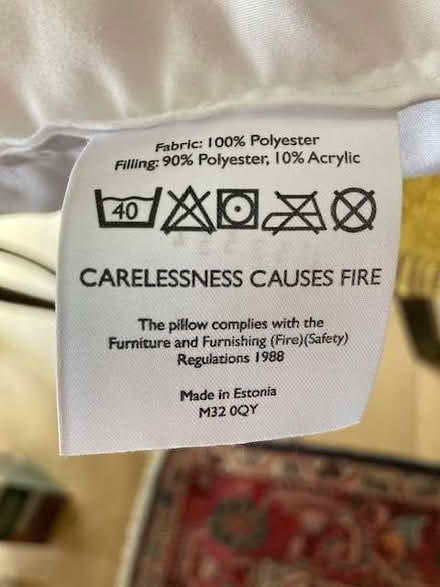 Fabric: 100% Polyester
Filling: 90% Polyester, 10% Acrylic
40
CARELESSNESS CAUSES FIRE
The pillow complies with the
Furniture and Furnishing (Fire)(Safety)
Regulations 1988
Made in Estonia
M32 0QY